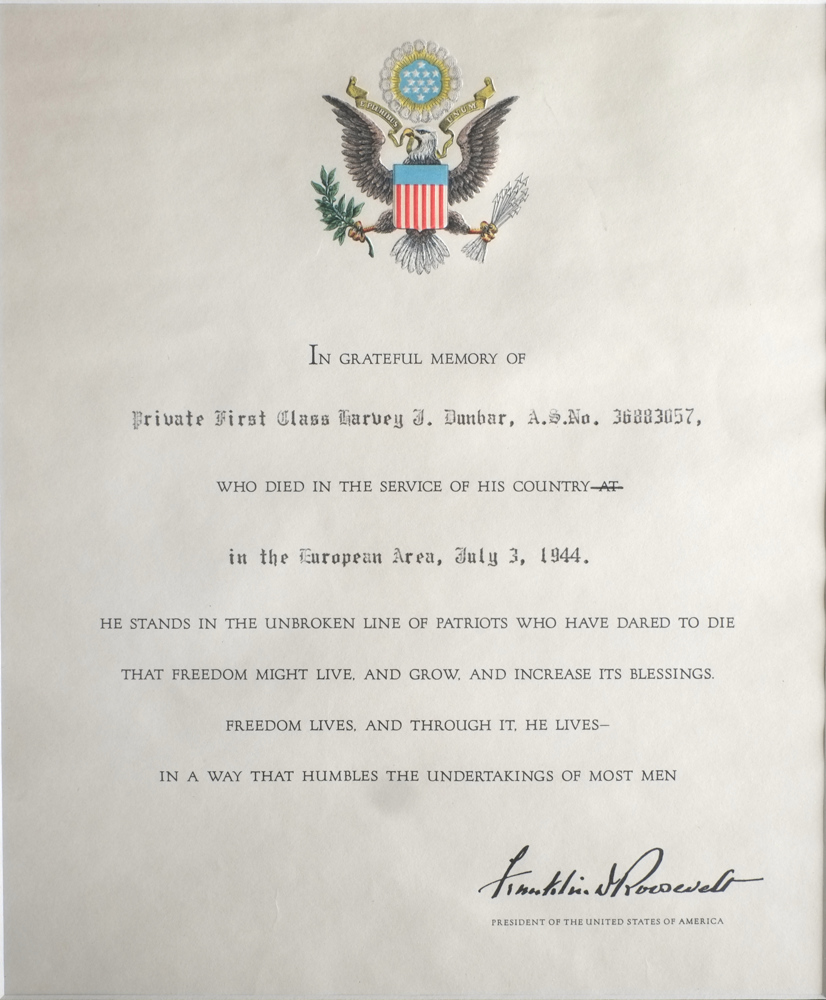 E PLURIBUS UNUM
IN GRATEFUL MEMORY OF
Private First Class Harvey J. Dunbar, A.S.No. 36883057,
WHO DIED IN THE SERVICE OF HIS COUNTRY AT
in the European Area, July 3, 1944.
HE STANDS IN THE UNBROKEN LINE OF PATRIOTS WHO HAVE DARED TO DIE
THAT FREEDOM MIGHT LIVE, AND GROW, AND INCREASE ITS BLESSINGS.
FREEDOM LIVES, AND THROUGH IT, HE LIVES—
IN A WAY THAT HUMBLES THE UNDERTAKINGS OF MOST MEN
Franklin D Roosevelt
PRESIDENT OF THE UNITED STATES OF AMERICA